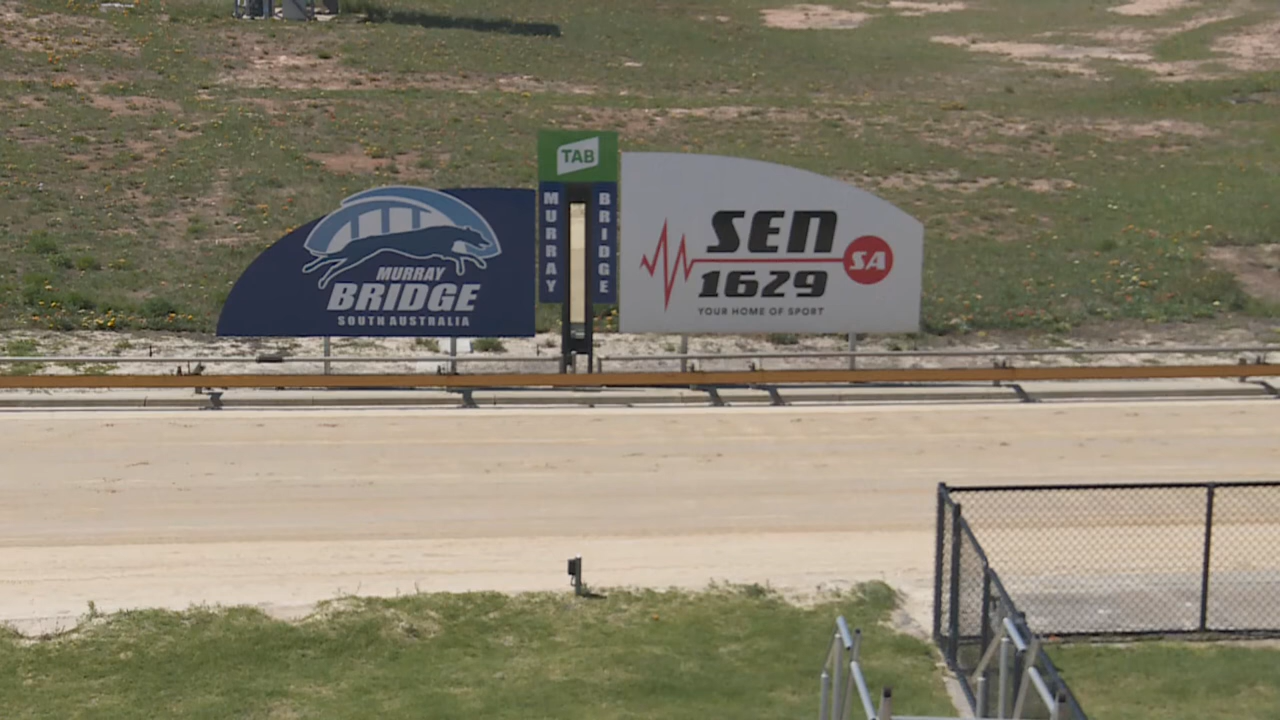 MURRAY
BRIDGE
SOUTH AUSTRALIA
TAB
MURRAY
BRIDGE
SEN
1629
SA
YOUR HOME OF SPORT